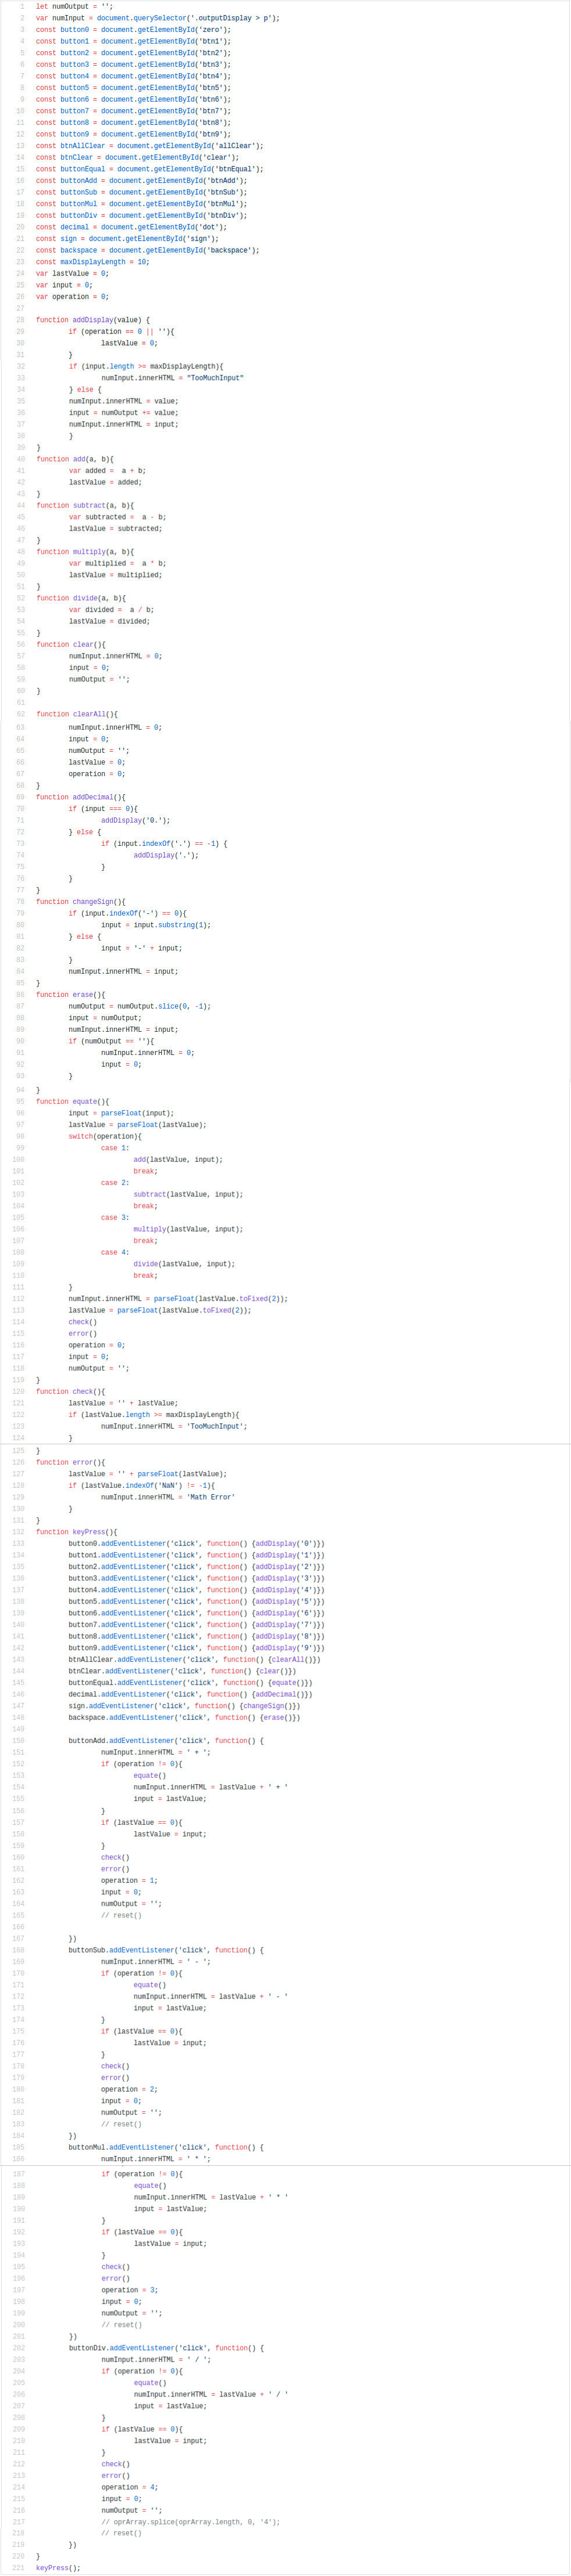 1 let numOutput = '';
2 var numInput = document.querySelector('.outputDisplay > p');
3 const button0 = document.getElementById('zero');
4 const button1 = document.getElementById('btn1');
5 const button2 = document.getElementById('btn2');
6 const button3 = document.getElementById('btn3');
7 const button4 = document.getElementById('btn4');
8 const button5 = document.getElementById('btn5');
9 const button6 = document.getElementById('btn6');
10 const button7 = document.getElementById('btn7');
11 const button8 = document.getElementById('btn8');
12 const button9 = document.getElementById('btn9');
13 const btnAllClear = document.getElementById('allClear');
14 const btnClear = document.getElementById('clear');
15 const buttonEqual = document.getElementById('btnEqual');
16 const buttonAdd = document.getElementById('btnAdd');
17 const buttonSub = document.getElementById('btnSub');
18 const buttonMul = document.getElementById('btnMul');
19 const buttonDiv = document.getElementById('btnDiv');
20 const decimal = document.getElementById('dot');
21 const sign = document.getElementById('sign');
22 const backspace = document.getElementById('backspace');
23 const maxDisplayLength = 10;
24 var lastValue = 0;
25 var input = 0;
26 var operation = 0;
27
28 function addDisplay(value) {
29 if (operation == 0 || ''){
30 lastValue = 0;
31 }
32 if (input.length >= maxDisplayLength){
33 numInput.innerHTML = "TooMuchInput"
34 } else {
35 numInput.innerHTML = value;
36 input = numOutput += value;
37 numInput.innerHTML = input;
38 }
39 }
40 function add(a, b){
41 var added = a + b;
42 lastValue = added;
43 }
44 function subtract(a, b){
45 var subtracted = a - b;
46 lastValue = subtracted;
47 }
48 function multiply(a, b){
49 var multiplied = a * b;
50 lastValue = multiplied;
51 }
52 function divide(a, b){
53 var divided = a / b;
54 lastValue = divided;
55 }
56 function clear(){
57 numInput.innerHTML = 0;
58 input = 0;
59 numOutput = '';
60 }
61
62 function clearAll(){
63 numInput.innerHTML = 0;
64 input = 0;
65 numOutput = '';
66 lastValue = 0;
67 operation = 0;
68 }
69 function addDecimal(){
70 if (input === 0){
71 addDisplay('0.');
72 } else {
73 if (input.indexOf('.') == -1) {
74 addDisplay('.');
75 }
76 }
77 }
78 function changeSign(){
79 if (input.indexOf('-') == 0){
80 input = input.substring(1);
81 } else {
82 input = '-' + input;
83 }
84 numInput.innerHTML = input;
85 }
86 function erase(){
87 numOutput = numOutput.slice(0, -1);
88 input = numOutput;
89 numInput.innerHTML = input;
90 if (numOutput == ''){
91 numInput.innerHTML = 0;
92 input = 0;
93 }
94 }
95 function equate(){
96 input = parseFloat(input);
97 lastValue = parseFloat(lastValue);
98 switch(operation){
99 case 1:
100 add(lastValue, input);
101 break;
102 case 2:
103 subtract(lastValue, input);
104 break;
105 case 3:
106 multiply(lastValue, input);
107 break;
108 case 4:
109 divide(lastValue, input);
110 break;
111 }
112 numInput.innerHTML = parseFloat(lastValue.toFixed(2));
113 lastValue = parseFloat(lastValue.toFixed(2));
114 check()
115 error()
116 operation = 0;
117 input = 0;
118 numOutput = '';
119 }
120 function check(){
121 lastValue = '' + lastValue;
122 if (lastValue.length >= maxDisplayLength){
123 numInput.innerHTML = 'TooMuchInput';
124 }
125 }
126 function error(){
127 lastValue = '' + parseFloat(lastValue);
128 if (lastValue.indexOf('NaN') != -1){
129 numInput.innerHTML = 'Math Error'
130 }
131 }
132 function keyPress(){
133 button0.addEventListener('click', function() {addDisplay('0')})
134 button1.addEventListener('click', function() {addDisplay('1')})
135 button2.addEventListener('click', function() {addDisplay('2')})
136 button3.addEventListener('click', function() {addDisplay('3')})
137 button4.addEventListener('click', function() {addDisplay('4')})
138 button5.addEventListener('click', function() {addDisplay('5')})
139 button6.addEventListener('click', function() {addDisplay('6')})
140 button7.addEventListener('click', function() {addDisplay('7')})
141 button8.addEventListener('click', function() {addDisplay('8')})
142 button9.addEventListener('click', function() {addDisplay('9')})
143 btnAllClear.addEventListener('click', function() {clearAll()})
144 btnClear.addEventListener('click', function() {clear()})
145 buttonEqual.addEventListener('click', function() {equate()})
146 decimal.addEventListener('click', function() {addDecimal()})
147 sign.addEventListener('click', function() {changeSign()})
148 backspace.addEventListener('click', function() {erase()})
149
150 buttonAdd.addEventListener('click', function() {
151 numInput.innerHTML = ' + ';
152 if (operation != 0){
153 equate()
154 numInput.innerHTML = lastValue + ' + '
155 input = lastValue;
156 }
157 if (lastValue == 0){
158 lastValue = input;
159 }
160 check()
161 error()
162 operation = 1;
163 input = 0;
164 numOutput = '';
165 // reset()
166
167 })
168 buttonSub.addEventListener('click', function() {
169 numInput.innerHTML = ' - ';
170 if (operation != 0){
171 equate()
172 numInput.innerHTML = lastValue + ' - '
173 input = lastValue;
174 }
175 if (lastValue == 0){
176 lastValue = input;
177 }
178 check()
179 error()
180 operation = 2;
181 input = 0;
182 numOutput = '';
183 // reset()
184 })
185 buttonMul.addEventListener('click', function() {
186 numInput.innerHTML = ' * ';
187 if (operation != 0){
188 equate()
189 numInput.innerHTML = lastValue + ' * '
190 input = lastValue;
191 }
192 if (lastValue == 0){
193 lastValue = input;
194 }
195 check()
196 error()
197 operation = 3;
198 input = 0;
199 numOutput = '';
200 // reset()
201 })
202 buttonDiv.addEventListener('click', function() {
203 numInput.innerHTML = ' / ';
204 if (operation != 0){
205 equate()
206 numInput.innerHTML = lastValue + ' / '
207 input = lastValue;
208 }
209 if (lastValue == 0){
210 lastValue = input;
211 }
212 check()
213 error()
214 operation = 4;
215 input = 0;
216 numOutput = '';
217 // oprArray.splice(oprArray.length, 0, '4');
218 // reset()
219 })
220 }
221 keyPress();